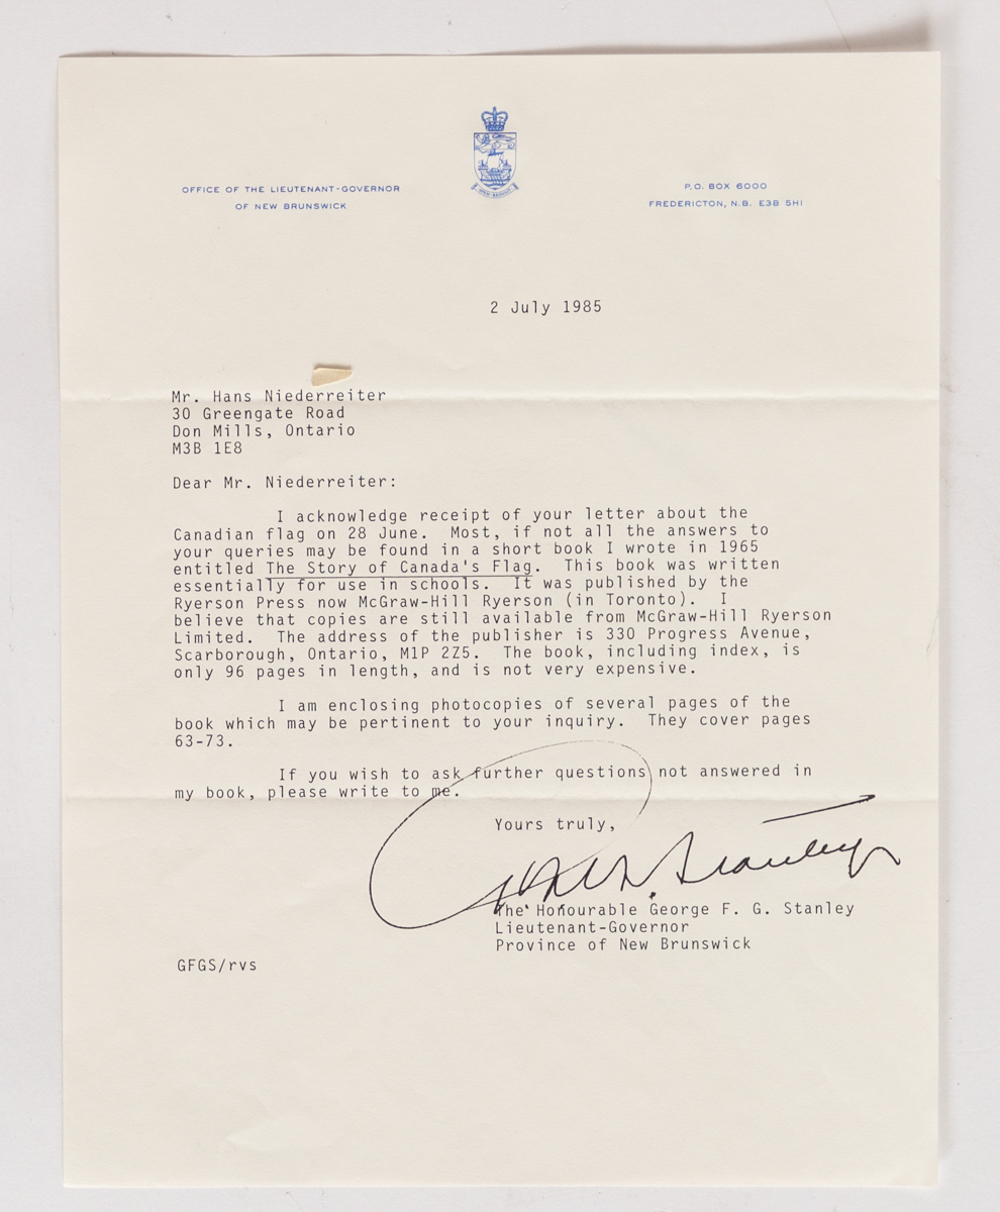 OFFICE OF THE LIEUTENANT-GOVERNOR
OF NEW BRUNSWICK
P.O. BOX 6000
FREDERICTON, N.B. E3B 5H1
2 July 1985
Mr. Hans Niederreiter
30 Greengate Road
Don Mills, Ontario
M3B 1E8
Dear Mr. Niederreiter:
I acknowledge receipt of your letter about the
Canadian flag on 28 June. Most, if not all the answers to
your queries may be found in a short book I wrote in 1965
entitled The Story of Canada's Flag. This book was written
essentially for use in schools. It was published by the
Ryerson Press now McGraw-Hill Ryerson (in Toronto). I
believe that copies are still available from McGraw-Hill Ryerson
Limited. The address of the publisher is 330 Progress Avenue,
Scarborough, Ontario, M1P 2Z5. The book, including index, is
only 96 pages in length, and is not very expensive.
I am enclosing photocopies of several pages of the
book which may be pertinent to your inquiry. They cover pages
63-73.
If you wish to ask further questions not answered in
my book, please write to me.
Yours truly,
Stanley
The Honourable George F. G. Stanley
Lieutenant-Governor
Province of New Brunswick
GFGS/rvs